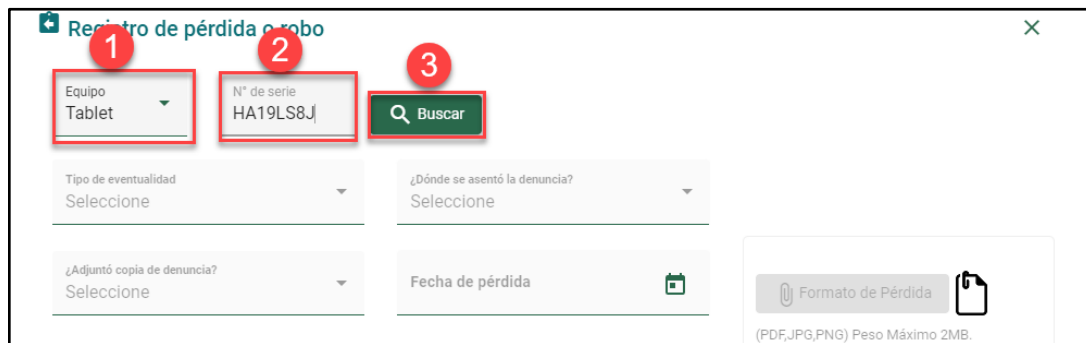 Registro de pérdida o robo
1
2
3
Equipo
Tablet
N° de serie
HA19LS8J
Buscar
Tipo de eventualidad
Seleccione
¿Dónde se asentó la denuncia?
Seleccione
¿Adjuntó copia de denuncia?
Seleccione
Fecha de pérdida
Formato de Pérdida
(PDF,JPG,PNG) Peso Máximo 2MB.